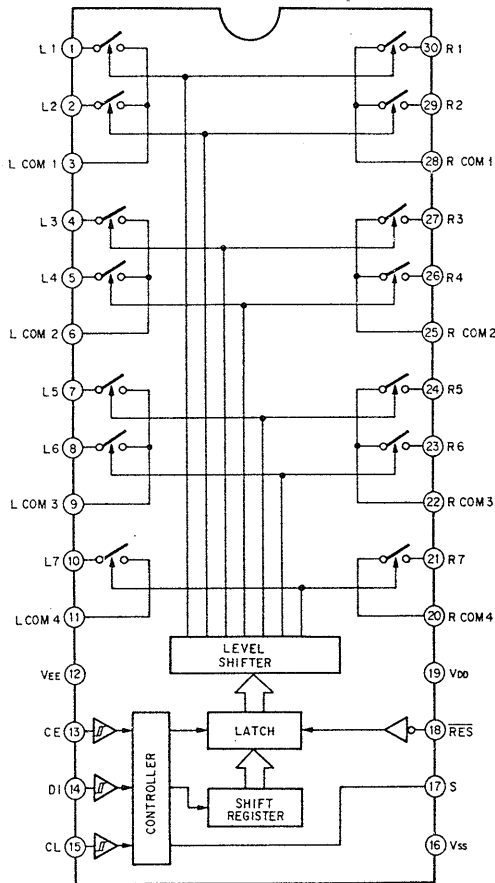 L1 1 30 R1
L2 2 29 R2
L COM 1 3 28 R COM 1
L3 4 27 R3
L4 5 26 R4
L COM 2 6 25 R COM 2
L5 7 24 R5
L6 8 23 R6
L COM 3 9 22 R COM 3
L7 10 21 R7
L COM 4 11 20 R COM 4
LEVEL
SHIFTER
VEE 12 19 VDD
CE 13 LATCH 18 RES
DI 14 CONTROLLER SHIFT
REGISTER 17 S
CL 15 16 Vss